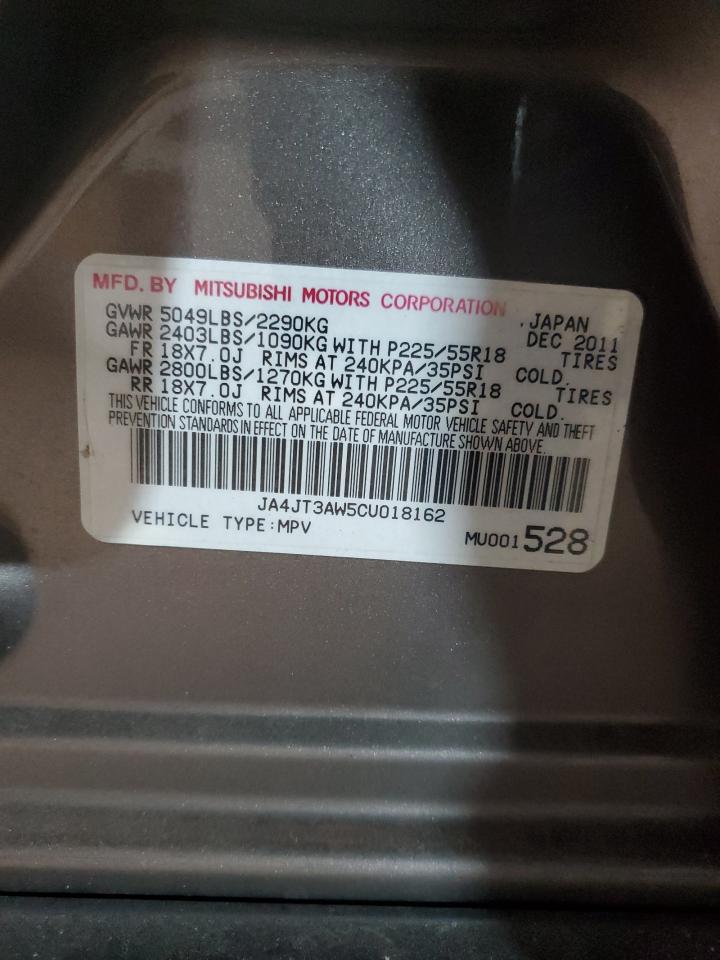 MFD. BY MITSUBISHI MOTORS CORPORATION JAPAN
GVWR 5049LBS/2290KG DEC 2011
GAWR 2403LBS/1090KG WITH P225/55R18 TIRES
FR 18X7.0J RIMS AT 240KPA/35PSI COLD.
GAWR 2800LBS/1270KG WITH P225/55R18 TIRES
RR 18X7.0J RIMS AT 240KPA/35PSI COLD.
THIS VEHICLE CONFORMS TO ALL APPLICABLE FEDERAL MOTOR VEHICLE SAFETY AND THEFT
PREVENTION STANDARDS IN EFFECT ON THE DATE OF MANUFACTURE SHOWN ABOVE.
JA4JT3AW5CU018162
VEHICLE TYPE:MPV MU001528